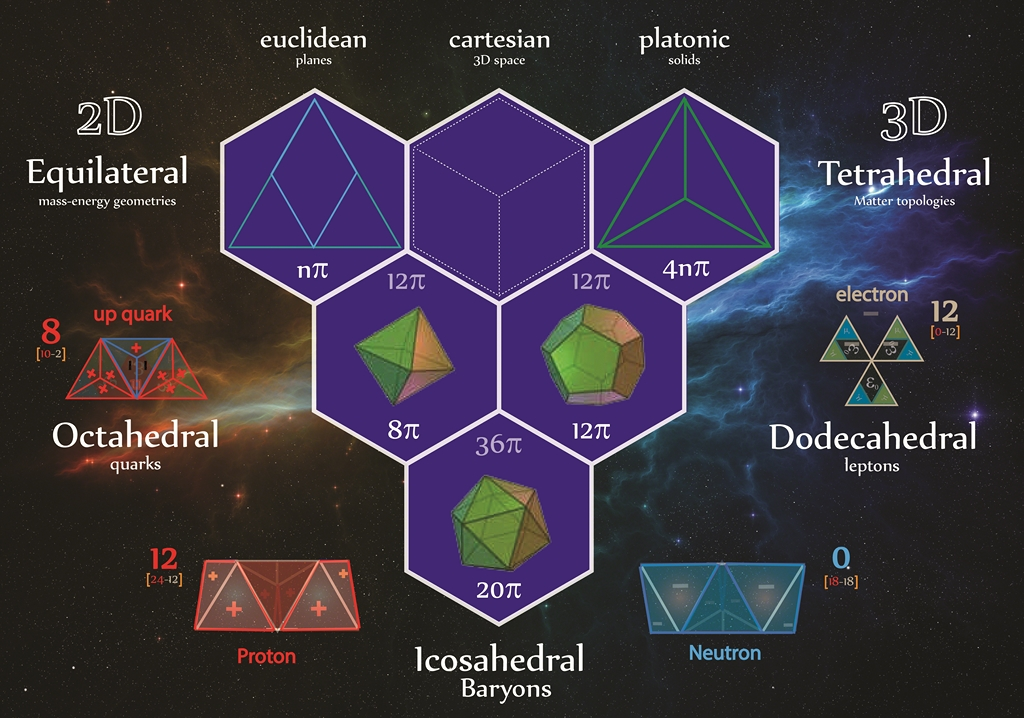 euclidean
planes
cartesian
3D space
platonic
solids
2D
Equilateral
mass-energy geometries
3D
Tetrahedral
Matter topologies
nπ
12π
12π
4nπ
up quark
8
[10-2]
Octahedral
quarks
electron
12
[0-12]
ε₀
Dodecahedral
leptons
8π
12π
36π
20π
12
[24-12]
Proton
0
[18-18]
Neutron
Icosahedral
Baryons